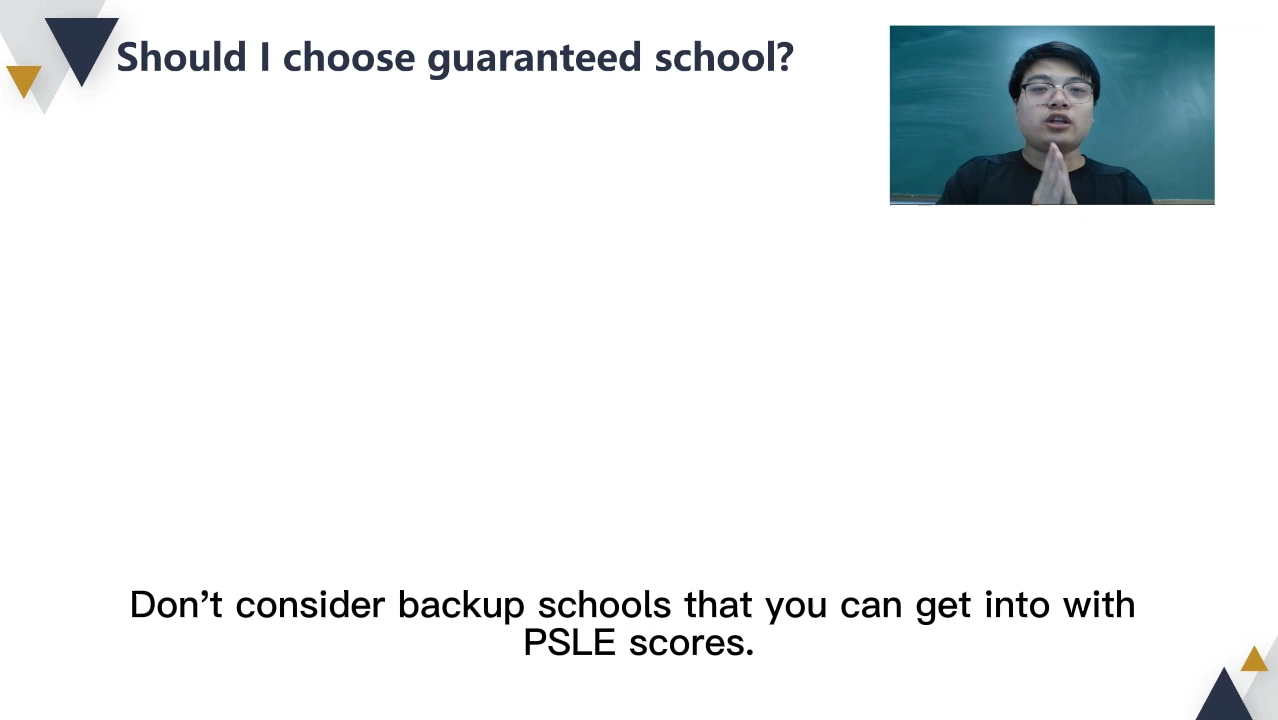 Should I choose guaranteed school?
Don’t consider backup schools that you can get into with
PSLE scores.